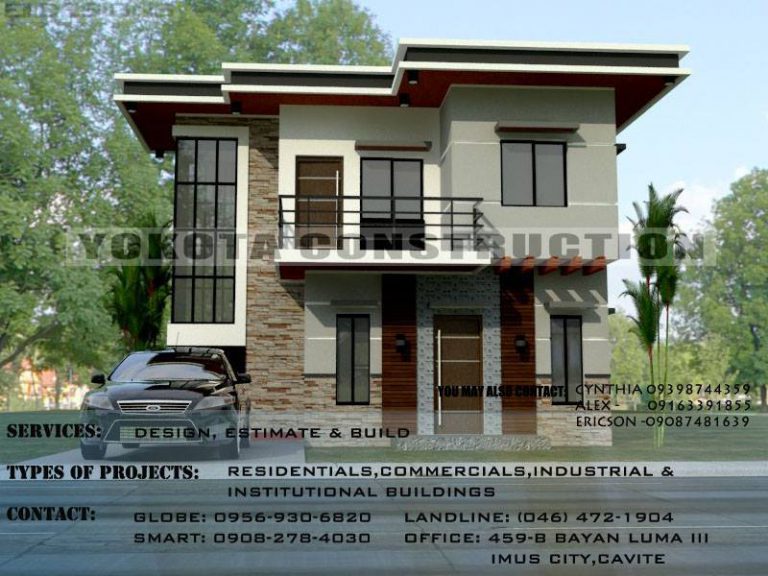 YOKOTA CONSTRUCTION
YOU MAY ALSO CONTACT: CYNTHIA 09398744359
ALEX - 09163391855
ERICSON -09087481639
SERVICES: DESIGN, ESTIMATE & BUILD
TYPES OF PROJECTS: RESIDENTIALS,COMMERCIALS,INDUSTRIAL &
INSTITUTIONAL BUILDINGS
CONTACT: GLOBE: 0956-930-6820 LANDLINE: (046) 472-1904
SMART: 0908-278-4030 OFFICE: 459-B BAYAN LUMA III
IMUS CITY,CAVITE